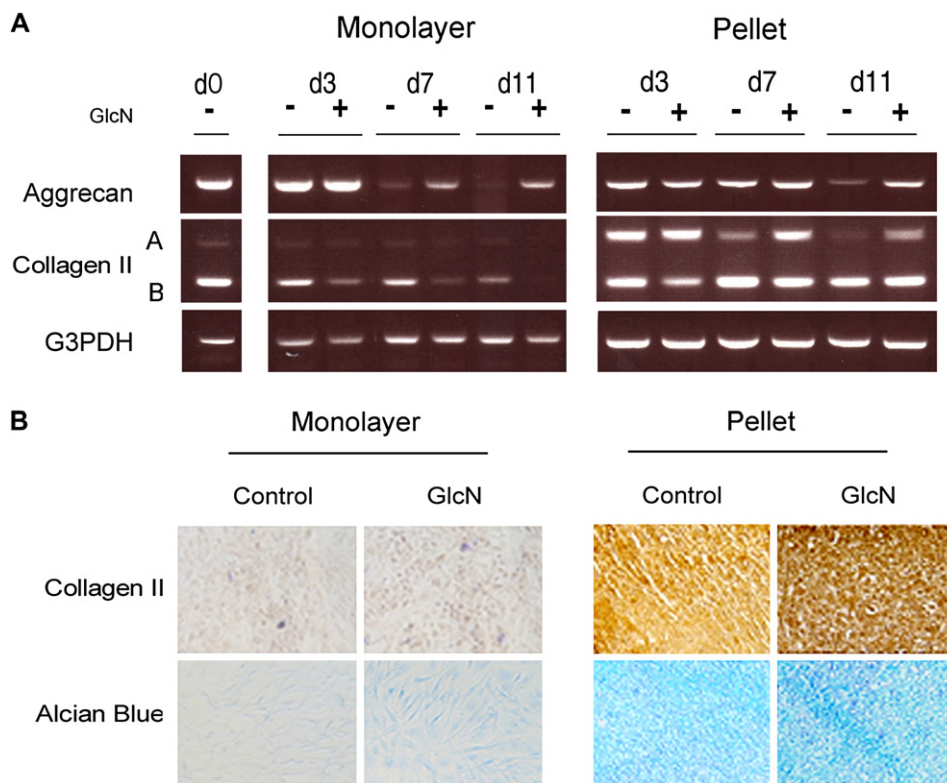 A
Monolayer Pellet
d0 d3 d7 d11 d3 d7 d11
GlcN - - + - + - + - + - + - +
Aggrecan
A
Collagen II
B
G3PDH
B
Monolayer Pellet
Control GlcN Control GlcN
Collagen II
Alcian Blue